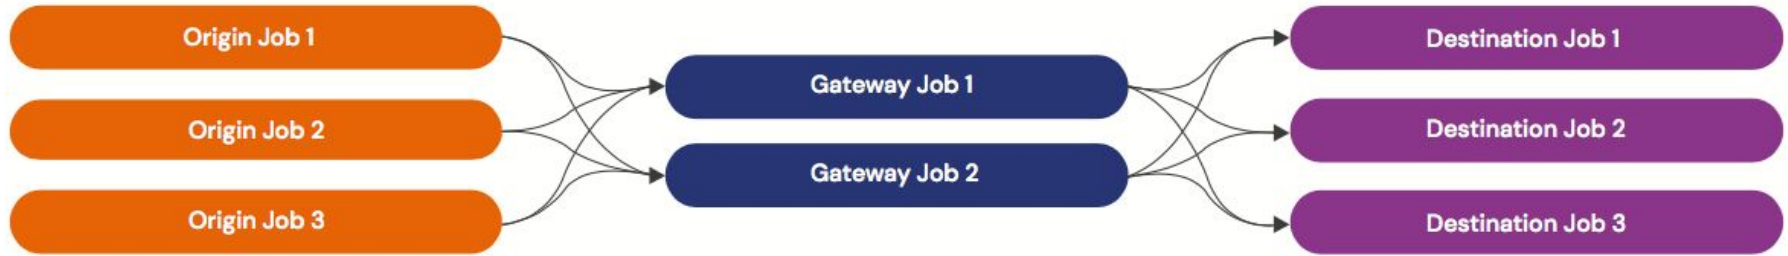 Origin Job 1
Origin Job 2
Origin Job 3
Gateway Job 1
Gateway Job 2
Destination Job 1
Destination Job 2
Destination Job 3